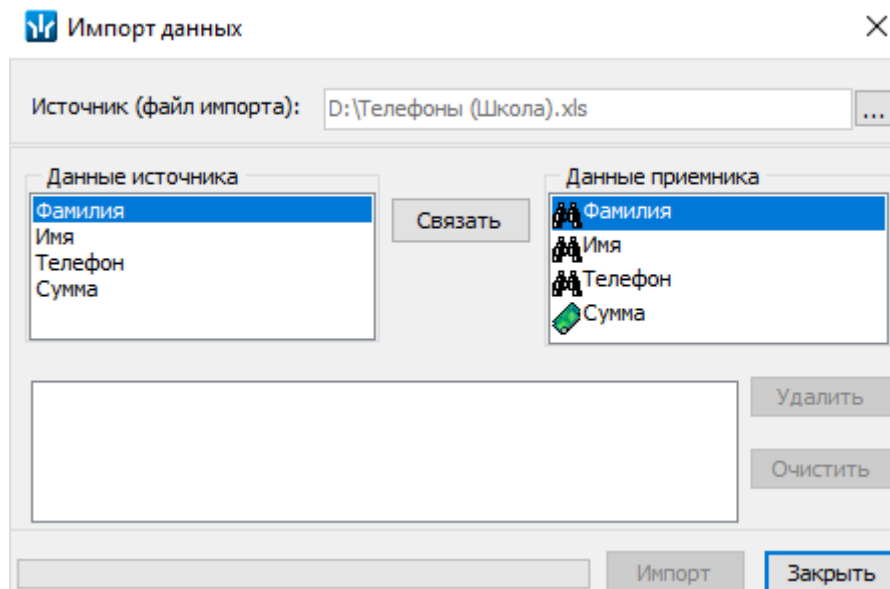 Импорт данных
Источник (файл импорта): D:\Телефоны (Школа).xls ...
Данные источника
Фамилия
Имя
Телефон
Сумма
Связать
Данные приемника
Фамилия
Имя
Телефон
Сумма
Удалить
Очистить
Импорт
Закрыть